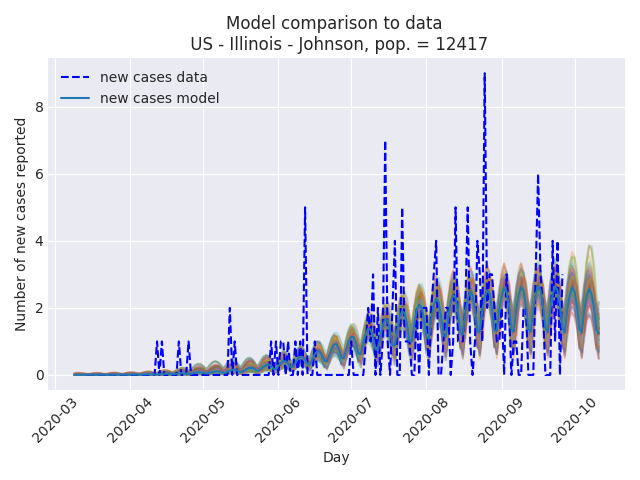 Model comparison to data
US - Illinois - Johnson, pop. = 12417
new cases data
new cases model
Number of new cases reported
8
6
4
2
0
2020-03
2020-04
2020-05
2020-06
2020-07
2020-08
2020-09
2020-10
Day